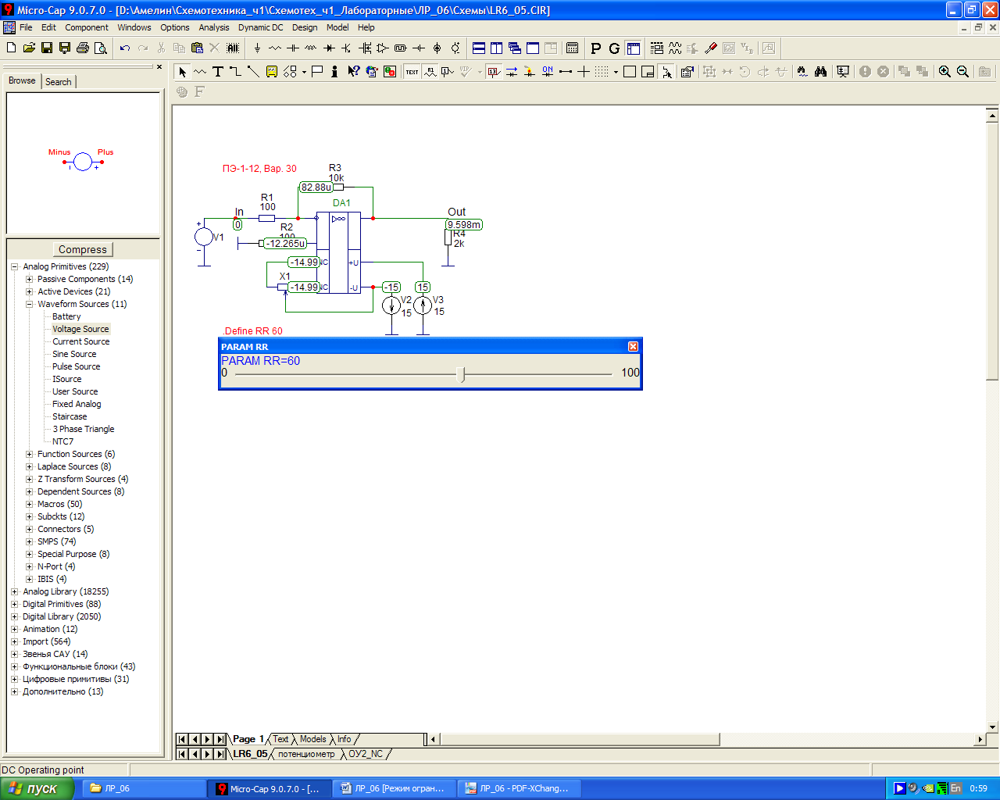 Micro-Cap 9.0.7.0 - [D:\Амелин\Схемотехника_ч1\Схемотех_ч1_Лабораторные\ЛР_06\Схемы\LR6_05.CIR]
File Edit Component Windows Options Analysis Dynamic DC Design Model Help
Browse Search
Minus Plus
Compress
Analog Primitives (229)
Passive Components (14)
Active Devices (21)
Waveform Sources (11)
Battery
Voltage Source
Current Source
Sine Source
Pulse Source
ISource
User Source
Fixed Analog
Staircase
3 Phase Triangle
NTC7
Function Sources (6)
Laplace Sources (8)
Z Transform Sources (4)
Dependent Sources (8)
Macros (50)
Subckts (12)
Connectors (5)
SMPS (74)
Special Purpose (8)
N-Port (4)
IBIS (4)
Analog Library (18255)
Digital Primitives (88)
Digital Library (2050)
Animation (12)
Import (564)
Звенья САУ (14)
Функциональные блоки (43)
Цифровые примитивы (31)
Дополнительно (13)
ПЭ-1-12, Вар. 30
R3
10k
82.88u
DA1
R1
100
In
0
Out
9.598m
R4
2k
V1
R2
100
-12.265u
-14.99 NC
+U
X1
-14.99 NC
-U
-15
15
V2
15
V3
15
.Define RR 60
PARAM RR
PARAM RR=60
0 100
Page 1 Text Models Info
LR6_05 потенциометр ОУ2_NC
DC Operating point
пуск ЛР_06 Micro-Cap 9.0.7.0 - [... ЛР_06 [Режим огран... ЛР_06 - PDF-XChang... En 0:59